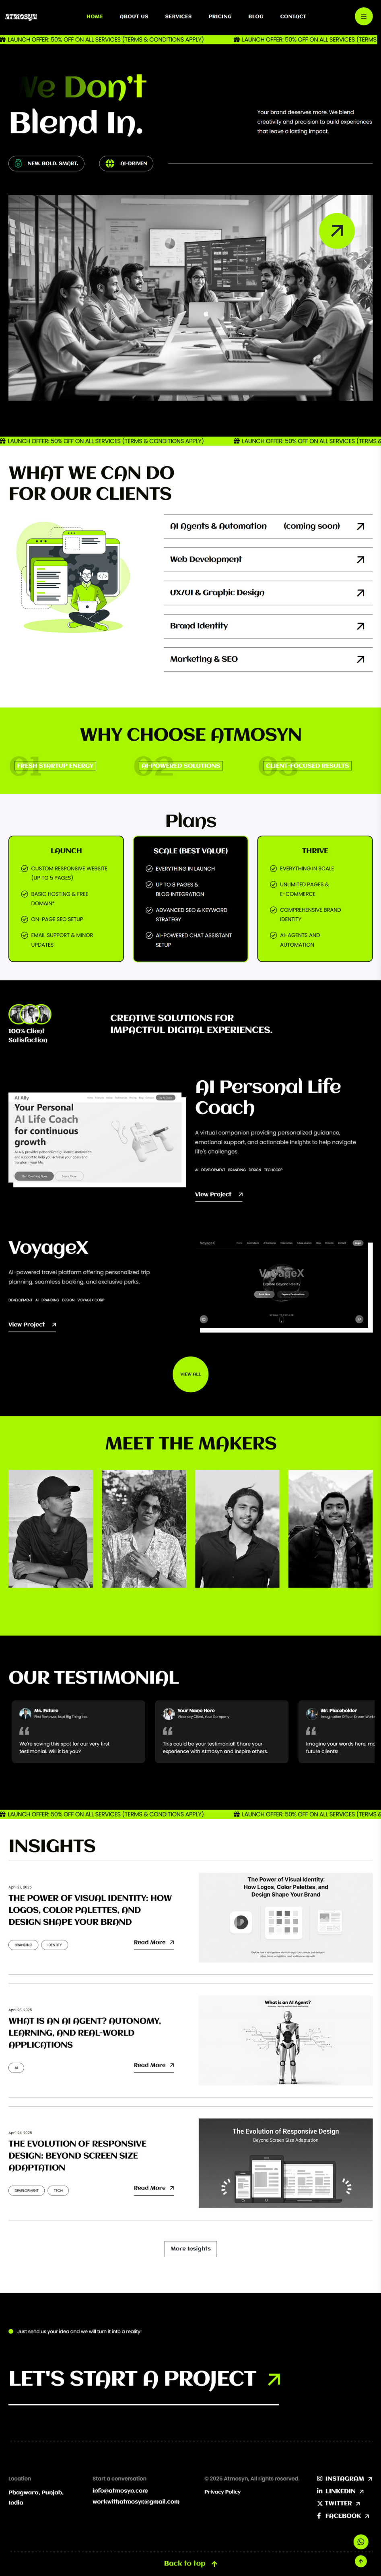 ATMOSYN
HOME ABOUT US SERVICES PRICING BLOG CONTACT
LAUNCH OFFER: 50% OFF ON ALL SERVICES (TERMS & CONDITIONS APPLY) LAUNCH OFFER: 50% OFF ON ALL SERVICES (TERMS
We Don't
Blend In.
Your brand deserves more. We blend
creativity and precision to build experiences
that leave a lasting impact.
NEW. BOLD. SMART. AI-DRIVEN
LAUNCH OFFER: 50% OFF ON ALL SERVICES (TERMS & CONDITIONS APPLY) LAUNCH OFFER: 50% OFF ON ALL SERVICES (TERMS &
WHAT WE CAN DO
FOR OUR CLIENTS
AI Agents & Automation (coming soon)
Web Development
UX/UI & Graphic Design
Brand Identity
Marketing & SEO
WHY CHOOSE ATMOSYN
01 FRESH STARTUP ENERGY 02 AI-POWERED SOLUTIONS 03 CLIENT-FOCUSED RESULTS
Plans
LAUNCH
CUSTOM RESPONSIVE WEBSITE
(UP TO 5 PAGES)
BASIC HOSTING & FREE
DOMAIN*
ON-PAGE SEO SETUP
EMAIL SUPPORT & MINOR
UPDATES
SCALE (BEST VALUE)
EVERYTHING IN LAUNCH
UP TO 8 PAGES &
BLOG INTEGRATION
ADVANCED SEO & KEYWORD
STRATEGY
AI-POWERED CHAT ASSISTANT
SETUP
THRIVE
EVERYTHING IN SCALE
UNLIMITED PAGES &
E-COMMERCE
COMPREHENSIVE BRAND
IDENTITY
AI-AGENTS AND
AUTOMATION
100% Client
Satisfaction
CREATIVE SOLUTIONS FOR
IMPACTFUL DIGITAL EXPERIENCES.
AI Ally
Your Personal
AI Life Coach
for continuous
growth
AI Personal Life
Coach
A virtual companion providing personalized guidance,
emotional support, and actionable insights to help navigate
life's challenges.
AI DEVELOPMENT BRANDING DESIGN TECHCORP
View Project
VoyageX
AI-powered travel platform offering personalized trip
planning, seamless booking, and exclusive perks.
DEVELOPMENT AI BRANDING DESIGN VOYAGEX CORP
View Project
VoyageX
Explore Beyond Reality
VIEW ALL
MEET THE MAKERS
OUR TESTIMONIAL
Ms. Future
First Reviewer, Next Big Thing Inc.
We're saving this spot for our very first
testimonial. Will it be you?
Your Name Here
Visionary Client, Your Company
This could be your testimonial! Share your
experience with Atmosyn and inspire others.
Mr. Placeholder
Imagination Officer, DreamWorks
Imagine your words here, mo
future clients!
LAUNCH OFFER: 50% OFF ON ALL SERVICES (TERMS & CONDITIONS APPLY) LAUNCH OFFER: 50% OFF ON ALL SERVICES (TERMS &
INSIGHTS
April 27, 2025
THE POWER OF VISUAL IDENTITY: HOW
LOGOS, COLOR PALETTES, AND
DESIGN SHAPE YOUR BRAND
BRANDING IDENTITY
Read More
The Power of Visual Identity:
How Logos, Color Palettes, and
Design Shape Your Brand
April 26, 2025
WHAT IS AN AI AGENT? AUTONOMY,
LEARNING, AND REAL-WORLD
APPLICATIONS
AI
Read More
What is an AI Agent?
April 24, 2025
THE EVOLUTION OF RESPONSIVE
DESIGN: BEYOND SCREEN SIZE
ADAPTATION
DEVELOPMENT TECH
Read More
The Evolution of Responsive Design
Beyond Screen Size Adaptation
More Insights
Just send us your idea and we will turn it into a reality!
LET'S START A PROJECT
Location
Phagwara, Punjab,
India
Start a conversation
info@atmosyn.com
workwithatmosyn@gmail.com
© 2025 Atmosyn, All rights reserved.
Privacy Policy
INSTAGRAM
LINKEDIN
TWITTER
FACEBOOK
Back to top